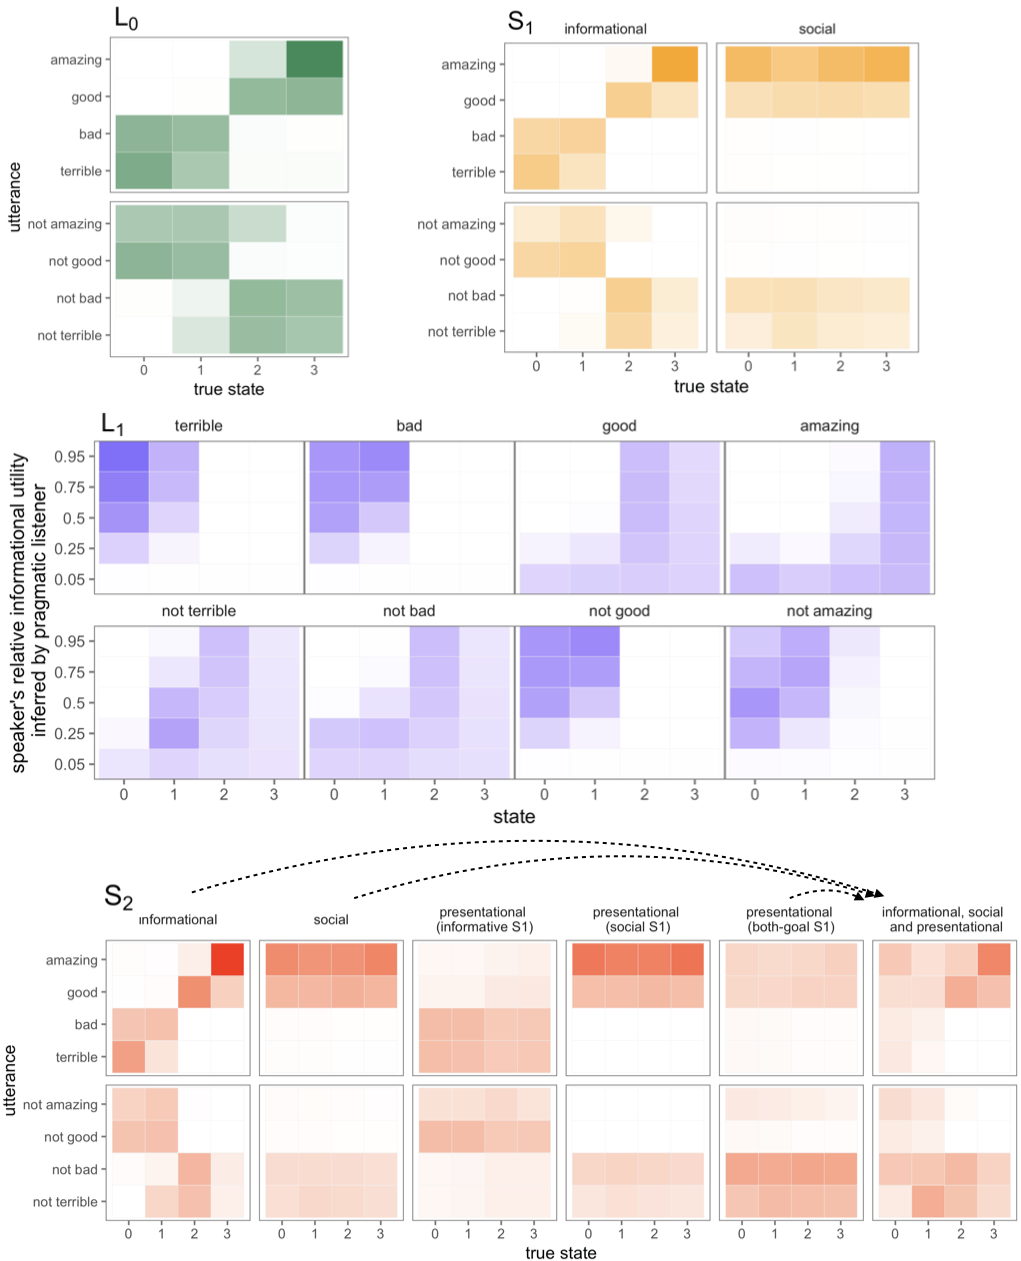 L0
S1
informational
social
amazing
good
bad
terrible
not amazing
not good
not bad
not terrible
utterance
0 1 2 3
true state
amazing
good
bad
terrible
not amazing
not good
not bad
not terrible
0 1 2 3
0 1 2 3
true state
L1
terrible
bad
good
amazing
0.95
0.75
0.5
0.25
0.05
not terrible
not bad
not good
not amazing
0.95
0.75
0.5
0.25
0.05
speaker's relative informational utility
inferred by pragmatic listener
0 1 2 3
0 1 2 3
0 1 2 3
0 1 2 3
state
S2
informational
social
presentational
(informative S1)
presentational
(social S1)
presentational
(both-goal S1)
informational, social
and presentational
amazing
good
bad
terrible
not amazing
not good
not bad
not terrible
utterance
0 1 2 3
0 1 2 3
0 1 2 3
0 1 2 3
0 1 2 3
0 1 2 3
true state